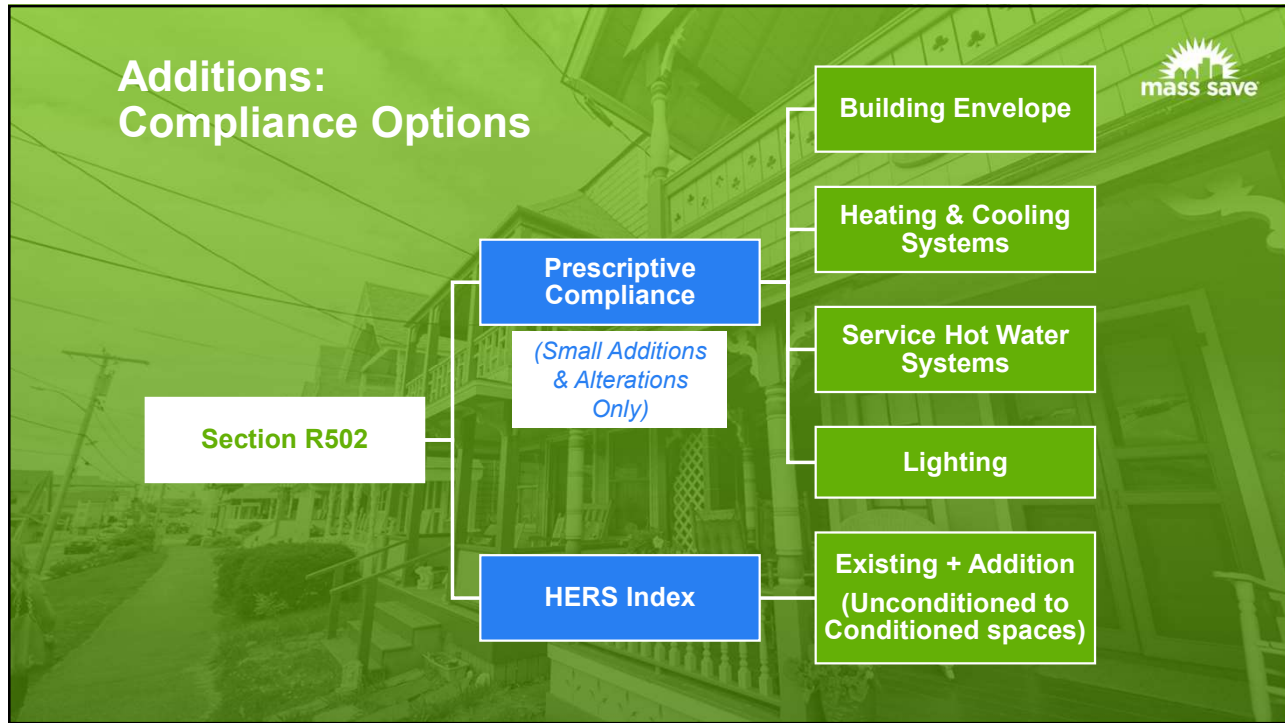 Additions:
Compliance Options
mass save
Section R502
Prescriptive
Compliance
(Small Additions
& Alterations
Only)
Building Envelope
Heating & Cooling
Systems
Service Hot Water
Systems
Lighting
HERS Index
Existing + Addition
(Unconditioned to
Conditioned spaces)